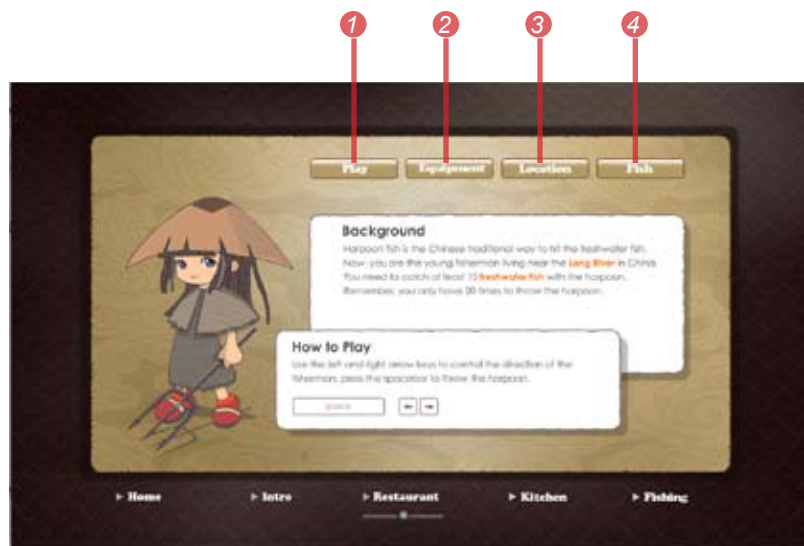 1 2 3 4
Play Equipment Location Fish
Background
Harpoon fish is the Chinese traditional way to hit the freshwater fish.
Now, you are the young fisherman living near the Long River in China.
You need to catch at least 10 freshwater fish with the harpoon.
Remember, you only have 20 times to throw the harpoon.
How to Play
Use the left and right arrow keys to control the direction of the
fisherman, press the spacebar to throw the harpoon.
Home Intro Restaurant Kitchen Fishing